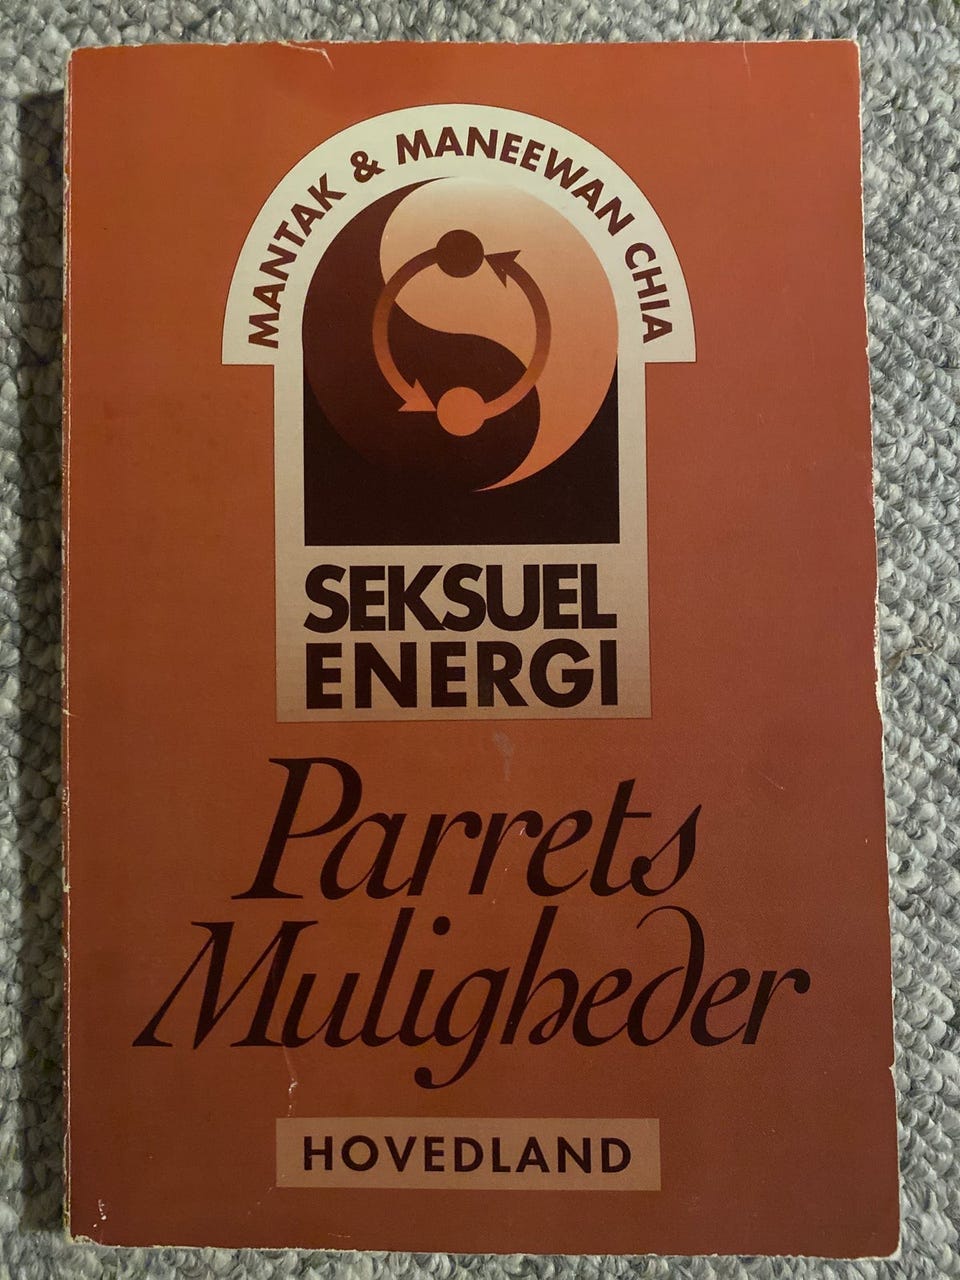 MANTAK & MANEEWAN CHIA
SEKSUEL
ENERGI
Parrets
Muligheder
HOVEDLAND